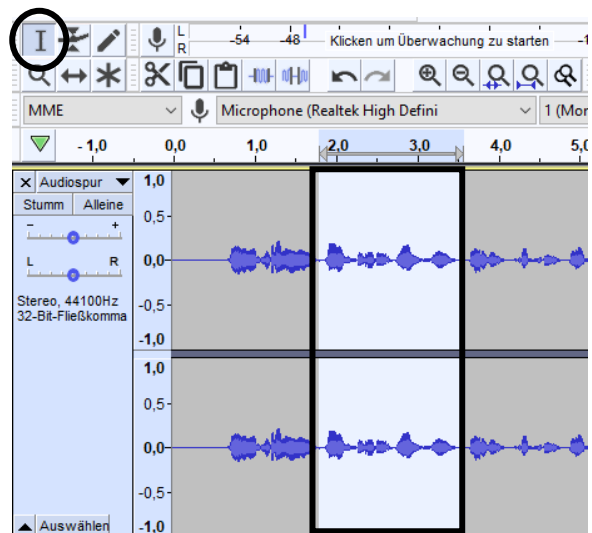 L
R
-54 -48 Klicken um Überwachung zu starten -1
MME Microphone (Realtek High Defini 1 (Mor
-1,0 0,0 1,0 2,0 3,0 4,0 5,0
Audiospur
Stumm Alleine
- +
L R
Stereo, 44100Hz
32-Bit-Fließkomma
1,0
0,5-
0,0-
-0,5-
-1,0
1,0
0,5-
0,0-
-0,5-
-1,0
Auswählen